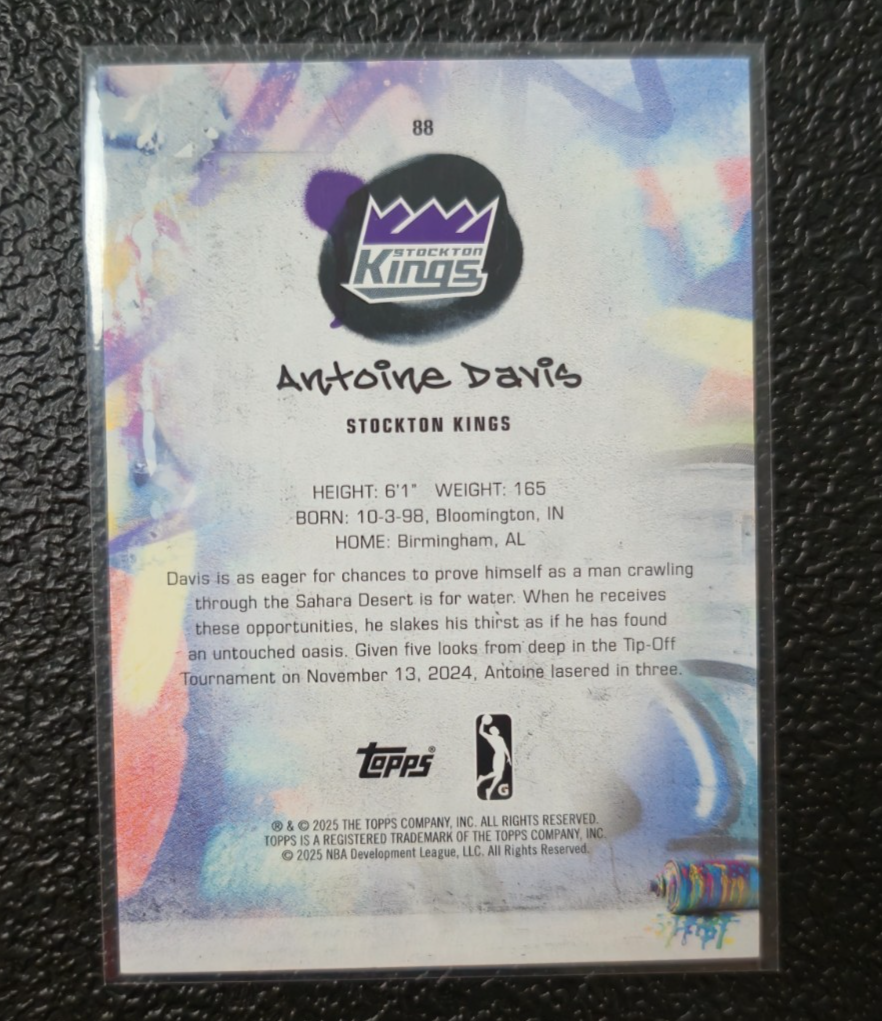 88
STOCKTON
Kings
Antoine Davis
STOCKTON KINGS
HEIGHT: 6'1" WEIGHT: 165
BORN: 10-3-98, Bloomington, IN
HOME: Birmingham, AL
Davis is as eager for chances to prove himself as a man crawling
through the Sahara Desert is for water. When he receives
these opportunities, he slakes his thirst as if he has found
an untouched oasis. Given five looks from deep in the Tip-Off
Tournament on November 13, 2024, Antoine lasered in three.
Topps®
G
® & © 2025 THE TOPPS COMPANY, INC. ALL RIGHTS RESERVED.
TOPPS IS A REGISTERED TRADEMARK OF THE TOPPS COMPANY, INC.
© 2025 NBA Development League, LLC. All Rights Reserved.